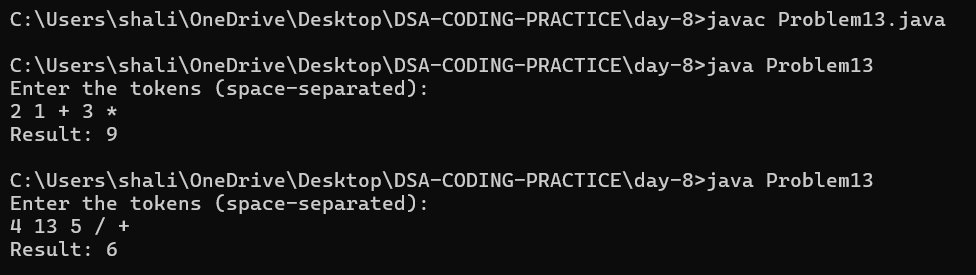 C:\Users\shali\OneDrive\Desktop\DSA-CODING-PRACTICE\day-8>javac Problem13.java
C:\Users\shali\OneDrive\Desktop\DSA-CODING-PRACTICE\day-8>java Problem13
Enter the tokens (space-separated):
2 1 + 3 *
Result: 9
C:\Users\shali\OneDrive\Desktop\DSA-CODING-PRACTICE\day-8>java Problem13
Enter the tokens (space-separated):
4 13 5 / +
Result: 6